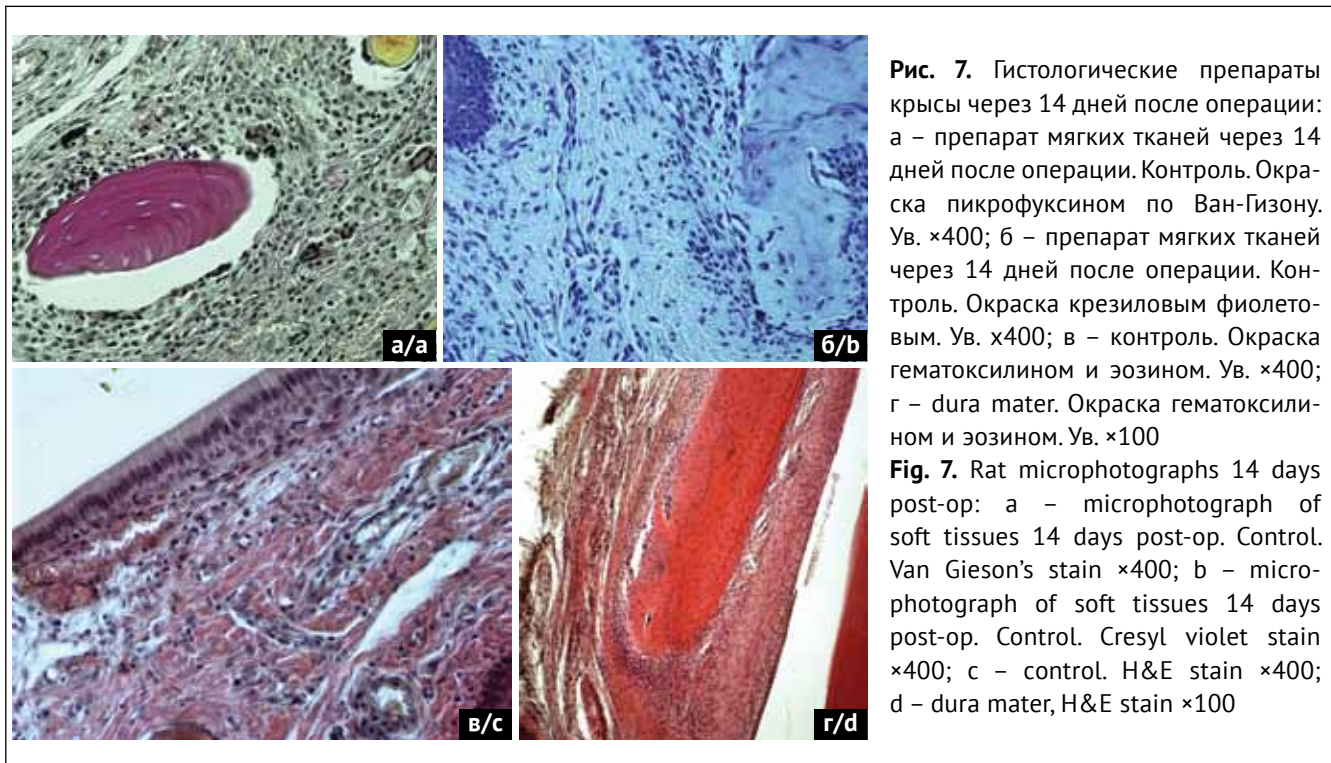 а/a
б/b
в/c
г/d
Рис. 7. Гистологические препараты
крысы через 14 дней после операции:
а – препарат мягких тканей через 14
дней после операции. Контроль. Окра-
ска пикрофуксином по Ван-Гизону.
Ув. ×400; б – препарат мягких тканей
через 14 дней после операции. Кон-
троль. Окраска крезиловым фиолето-
вым. Ув. x400; в – контроль. Окраска
гематоксилином и эозином. Ув. ×400;
г – dura mater. Окраска гематоксили-
ном и эозином. Ув. ×100
Fig. 7. Rat microphotographs 14 days
post-op: a – microphotograph of
soft tissues 14 days post-op. Control.
Van Gieson’s stain ×400; b – micro-
photograph of soft tissues 14 days
post-op. Control. Cresyl violet stain
×400; c – control. H&E stain ×400;
d – dura mater, H&E stain ×100